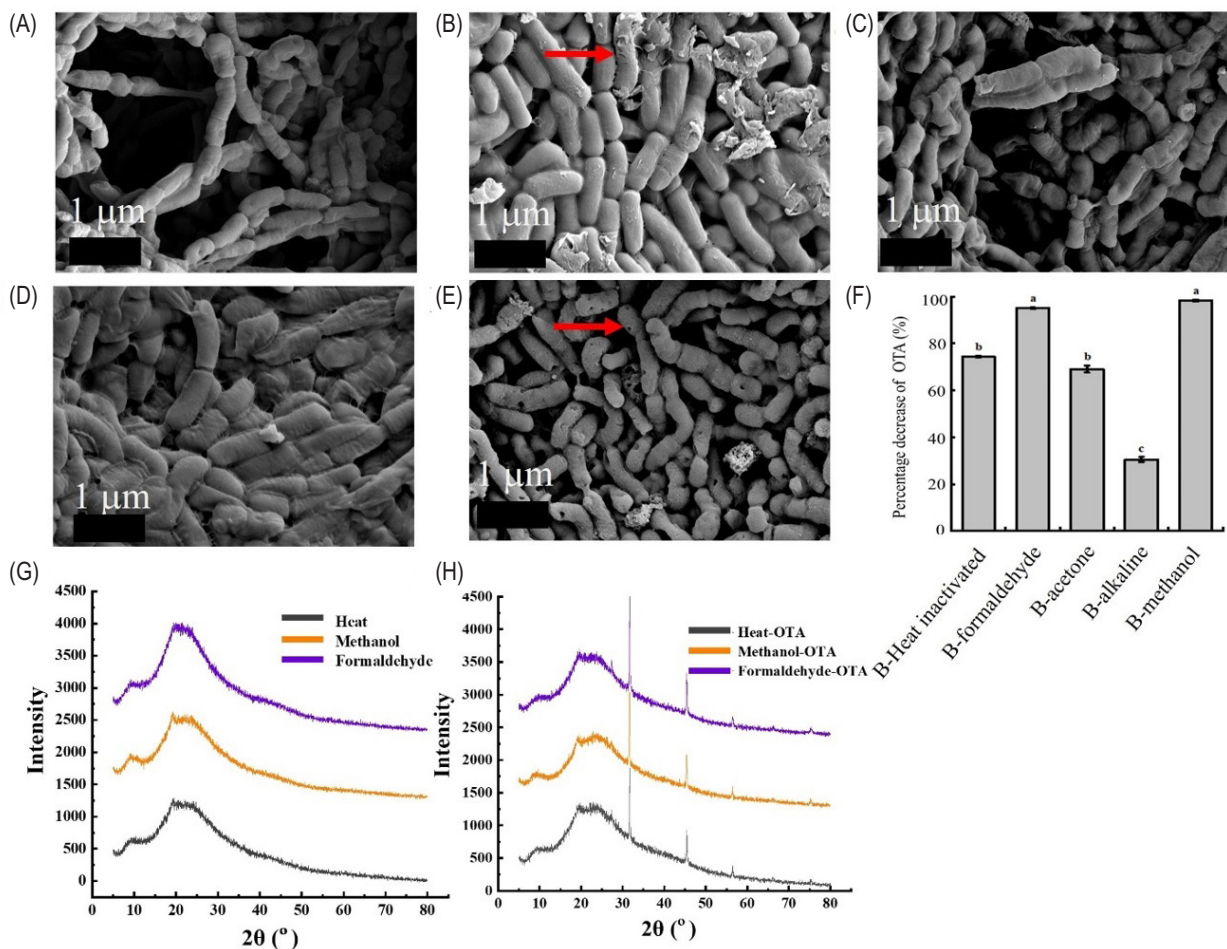 (A)
1 μm
(B)
1 μm
(C)
1 μm
(D)
1 μm
(E)
1 μm
(F)
Percentage decrease of OTA (%)
100
80
60
40
20
0
b
a
b
c
a
B-Heat inactivated
B-formaldehyde
B-acetone
B-alkaline
B-methanol
(G)
Intensity
4500
4000
3500
3000
2500
2000
1500
1000
500
0
Heat
Methanol
Formaldehyde
0 10 20 30 40 50 60 70 80
2θ (°)
(H)
Intensity
4500
4000
3500
3000
2500
2000
1500
1000
500
0
Heat-OTA
Methanol-OTA
Formaldehyde-OTA
0 10 20 30 40 50 60 70 80
2θ (°)